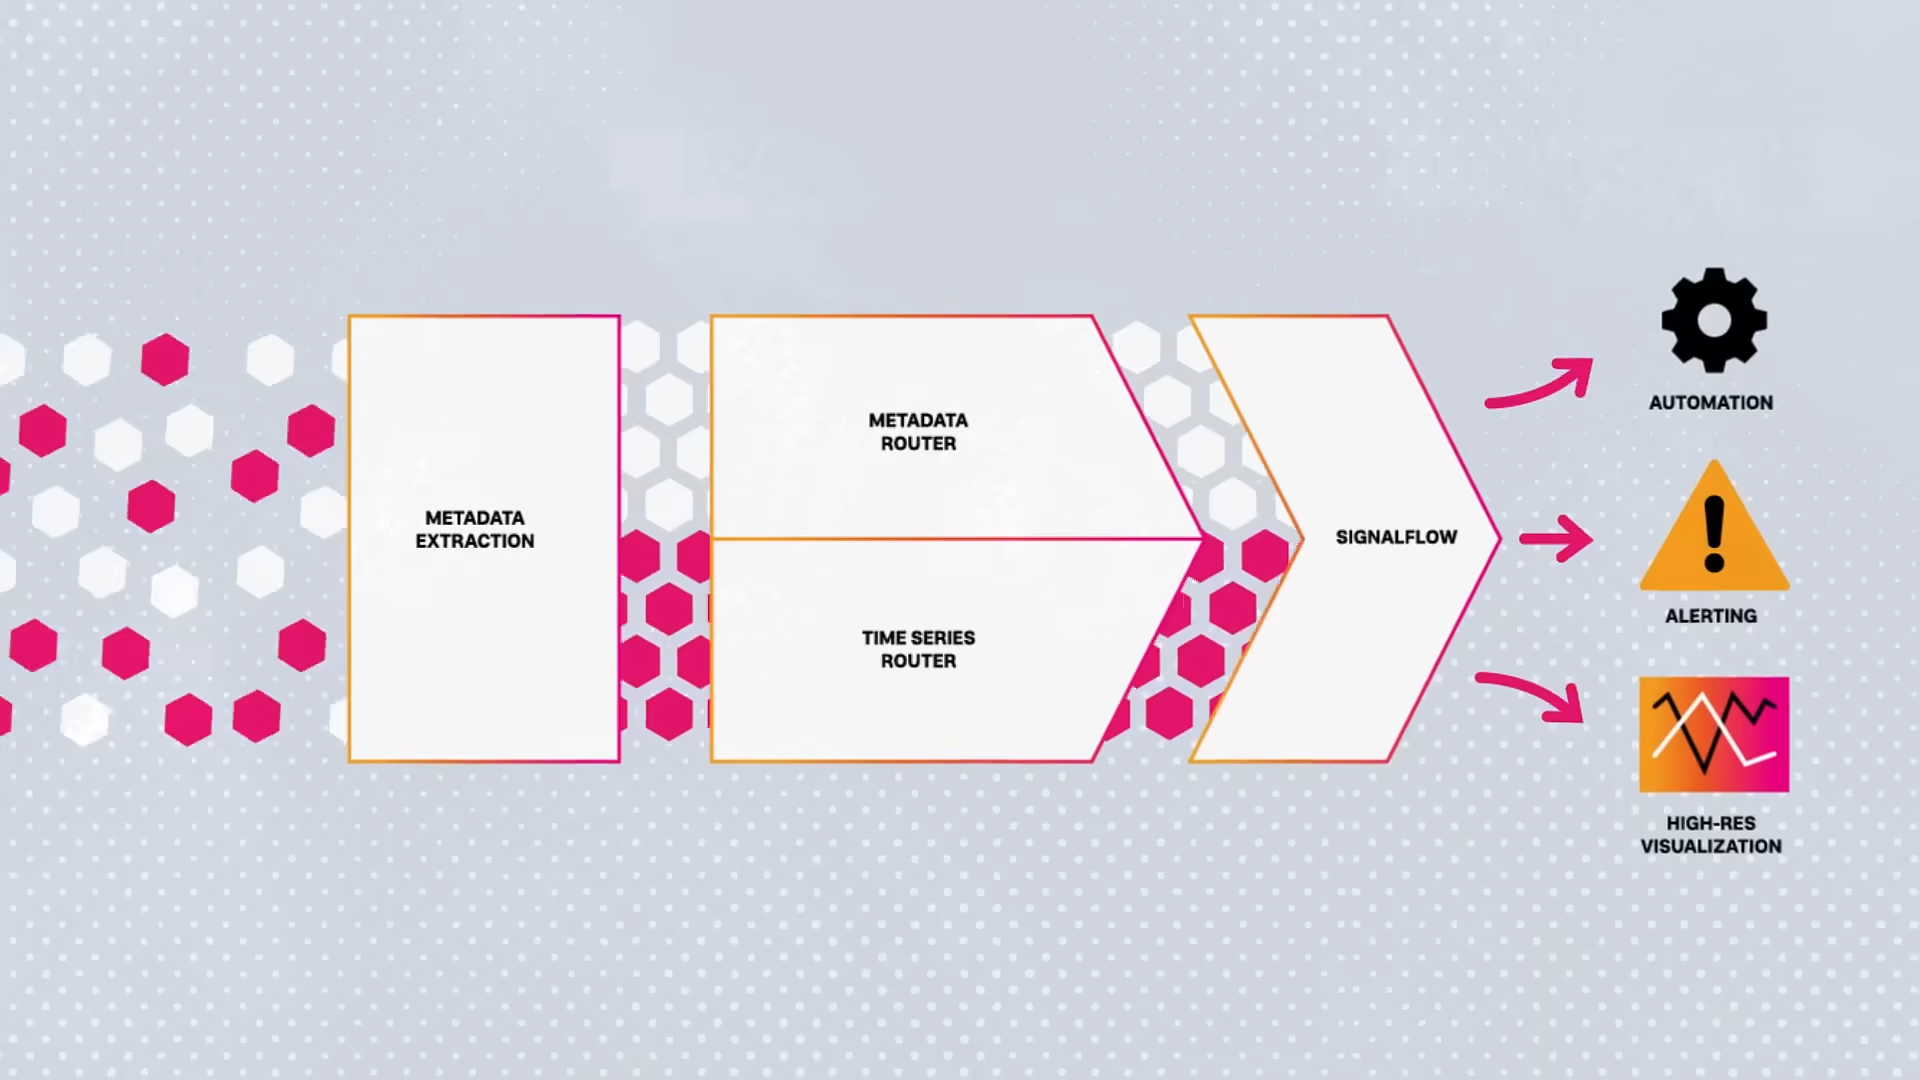 METADATA
EXTRACTION
METADATA
ROUTER
TIME SERIES
ROUTER
SIGNALFLOW
AUTOMATION
ALERTING
HIGH-RES
VISUALIZATION